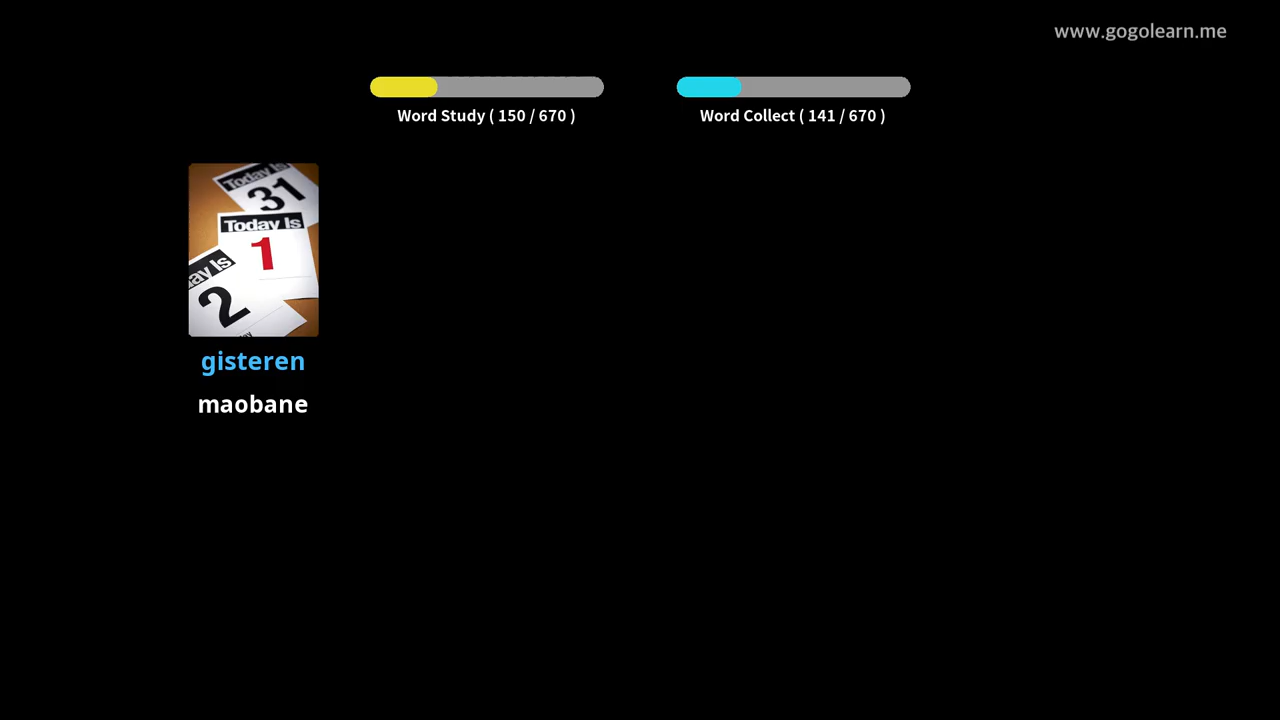 www.gogolearn.me
Word Study ( 150 / 670 )
Word Collect ( 141 / 670 )
Today Is
31
Today Is
1
ay Is
2
gisteren
maobane